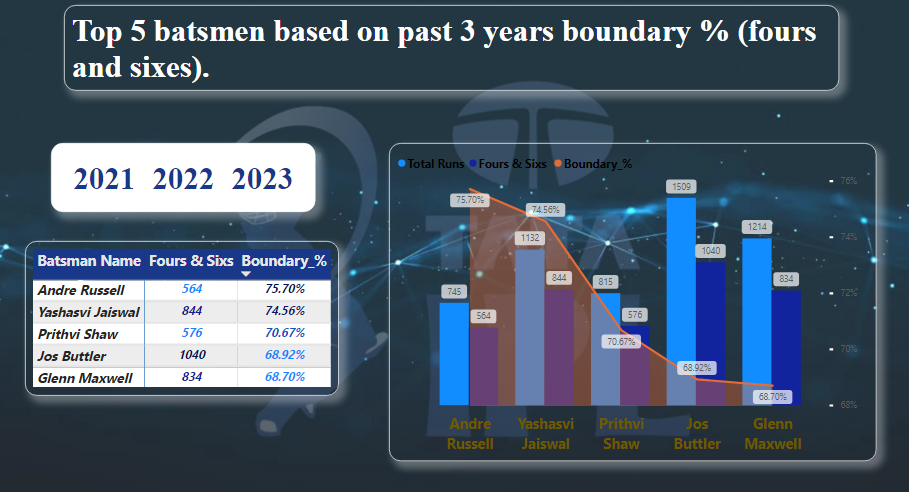 Top 5 batsmen based on past 3 years boundary % (fours
and sixes).
2021 2022 2023
Batsman Name Fours & Sixs Boundary_%
Andre Russell 564 75.70%
Yashasvi Jaiswal 844 74.56%
Prithvi Shaw 576 70.67%
Jos Buttler 1040 68.92%
Glenn Maxwell 834 68.70%
Total Runs Fours & Sixs Boundary_%
76%
74%
72%
70%
68%
745 564 75.70%
1132 844 74.56%
815 576 70.67%
1509 1040 68.92%
1214 834 68.70%
Andre Yashasvi Prithvi Jos Glenn
Russell Jaiswal Shaw Buttler Maxwell
TATA
IPL